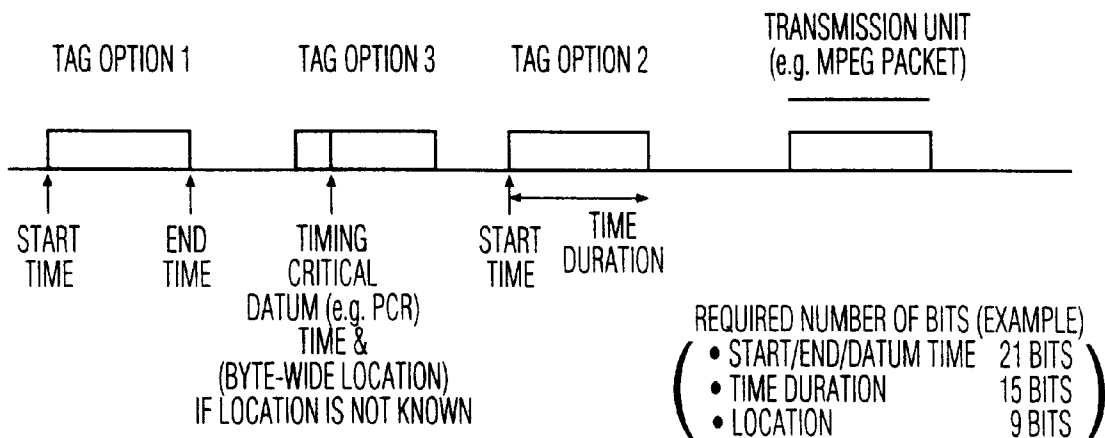 TAG OPTION 1
TAG OPTION 3
TAG OPTION 2
TRANSMISSION UNIT
(e.g. MPEG PACKET)
START
TIME
END
TIME
TIMING
CRITICAL
DATUM (e.g. PCR)
TIME &
(BYTE-WIDE LOCATION)
IF LOCATION IS NOT KNOWN
START
TIME
TIME
DURATION
REQUIRED NUMBER OF BITS (EXAMPLE)
• START/END/DATUM TIME 21 BITS
• TIME DURATION 15 BITS
• LOCATION 9 BITS